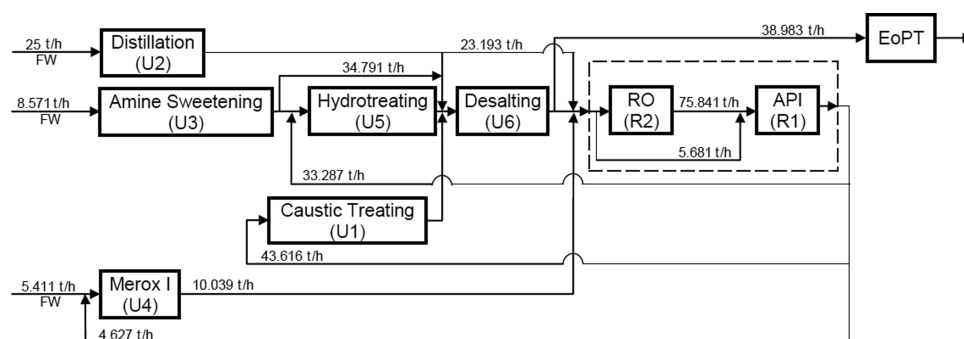 38.983 t/h
EoPT
25 t/h
FW
Distillation
(U2)
23.193 t/h
34.791 t/h
8.571 t/h
FW
Amine Sweetening
(U3)
Hydrotreating
(U5)
Desalting
(U6)
RO
(R2)
75.841 t/h
API
(R1)
5.681 t/h
33.287 t/h
Caustic Treating
(U1)
43.616 t/h
5.411 t/h
FW
Merox I
(U4)
10.039 t/h
4.627 t/h